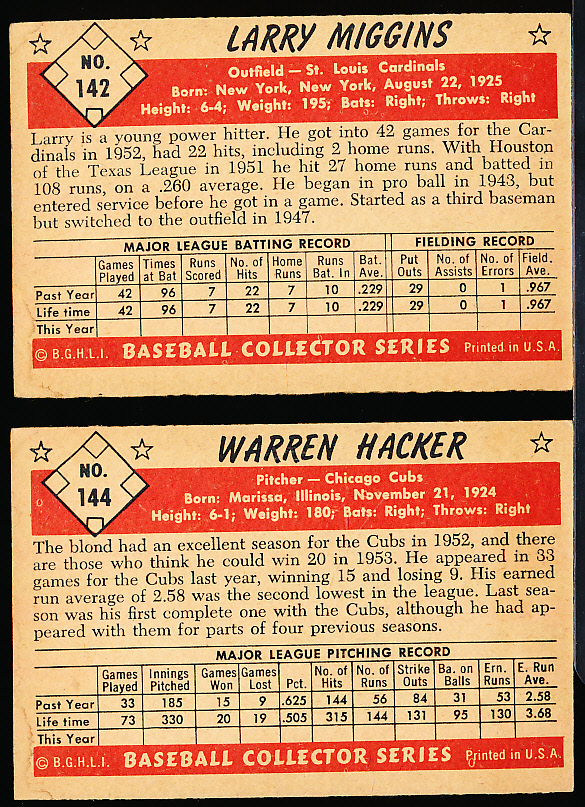 NO.
142
LARRY MIGGINS
Outfield — St. Louis Cardinals
Born: New York, New York, August 22, 1925
Height: 6-4; Weight: 195; Bats: Right; Throws: Right
Larry is a young power hitter. He got into 42 games for the Car-
dinals in 1952, had 22 hits, including 2 home runs. With Houston
of the Texas League in 1951 he hit 27 home runs and batted in
108 runs, on a .260 average. He began in pro ball in 1943, but
entered service before he got in a game. Started as a third baseman
but switched to the outfield in 1947.
MAJOR LEAGUE BATTING RECORD FIELDING RECORD
Games Times Runs No. of Home Runs Bat. Put No. of No. of Field.
Played at Bat Scored Hits Runs Bat. In Ave. Outs Assists Errors Ave.
Past Year 42 96 7 22 7 10 .229 29 0 1 .967
Life time 42 96 7 22 7 10 .229 29 0 1 .967
This Year
© B.G.H.L.I. BASEBALL COLLECTOR SERIES Printed in U.S.A.
NO.
144
WARREN HACKER
Pitcher — Chicago Cubs
Born: Marissa, Illinois, November 21, 1924
Height: 6-1; Weight: 180; Bats: Right; Throws: Right
The blond had an excellent season for the Cubs in 1952, and there
are those who think he could win 20 in 1953. He appeared in 33
games for the Cubs last year, winning 15 and losing 9. His earned
run average of 2.58 was the second lowest in the league. Last sea-
son was his first complete one with the Cubs, although he had ap-
peared with them for parts of four previous seasons.
MAJOR LEAGUE PITCHING RECORD
Games Innings Games Games Pct. No. of No. of Strike Ba. on Ern. E. Run
Played Pitched Won Lost Hits Runs Outs Balls Runs Ave.
Past Year 33 185 15 9 .625 144 56 84 31 53 2.58
Life time 73 330 20 19 .505 315 144 131 95 130 3.68
This Year
© B.G.H.L.I. BASEBALL COLLECTOR SERIES Printed in U.S.A.